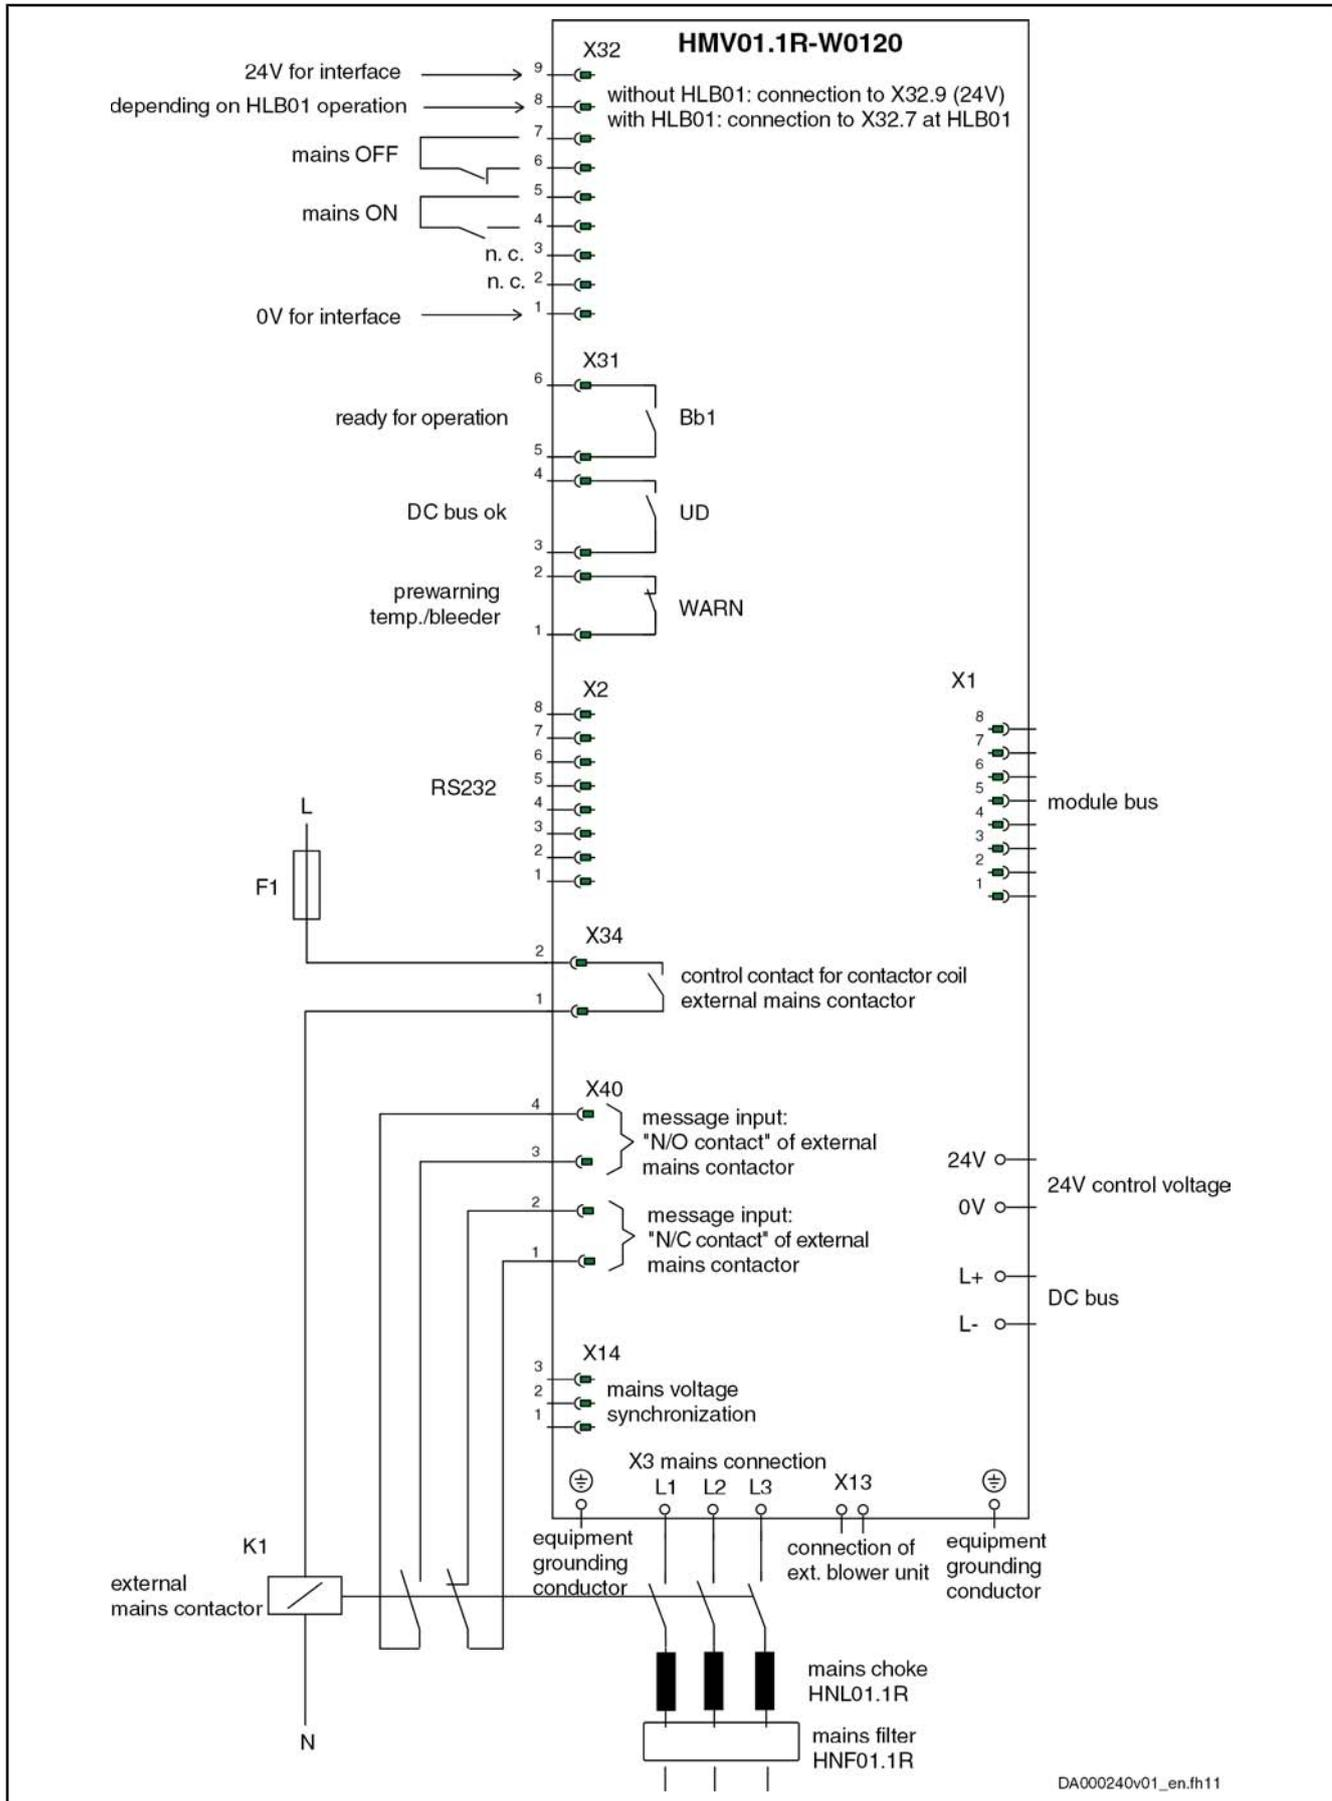 HMV01.1R-W0120
X32
24V for interface
9
depending on HLB01 operation
8
without HLB01: connection to X32.9 (24V)
with HLB01: connection to X32.7 at HLB01
7
mains OFF
6
5
mains ON
4
n. c. 3
n. c. 2
1
0V for interface
X31
6
ready for operation
Bb1
5
4
DC bus ok
UD
3
2
prewarning
temp./bleeder
WARN
1
X2
8
7
6
5
4
3
2
1
RS232
X1
8
7
6
5
4
3
2
1
module bus
L
F1
X34
2
1
control contact for contactor coil
external mains contactor
X40
4
3
message input:
"N/O contact" of external
mains contactor
2
1
message input:
"N/C contact" of external
mains contactor
24V
0V
24V control voltage
L+
L-
DC bus
X14
3
2
1
mains voltage
synchronization
X3 mains connection
L1 L2 L3
X13
equipment
grounding
conductor
connection of
ext. blower unit
equipment
grounding
conductor
K1
external
mains contactor
mains choke
HNL01.1R
mains filter
HNF01.1R
N
DA000240v01_en.fh11